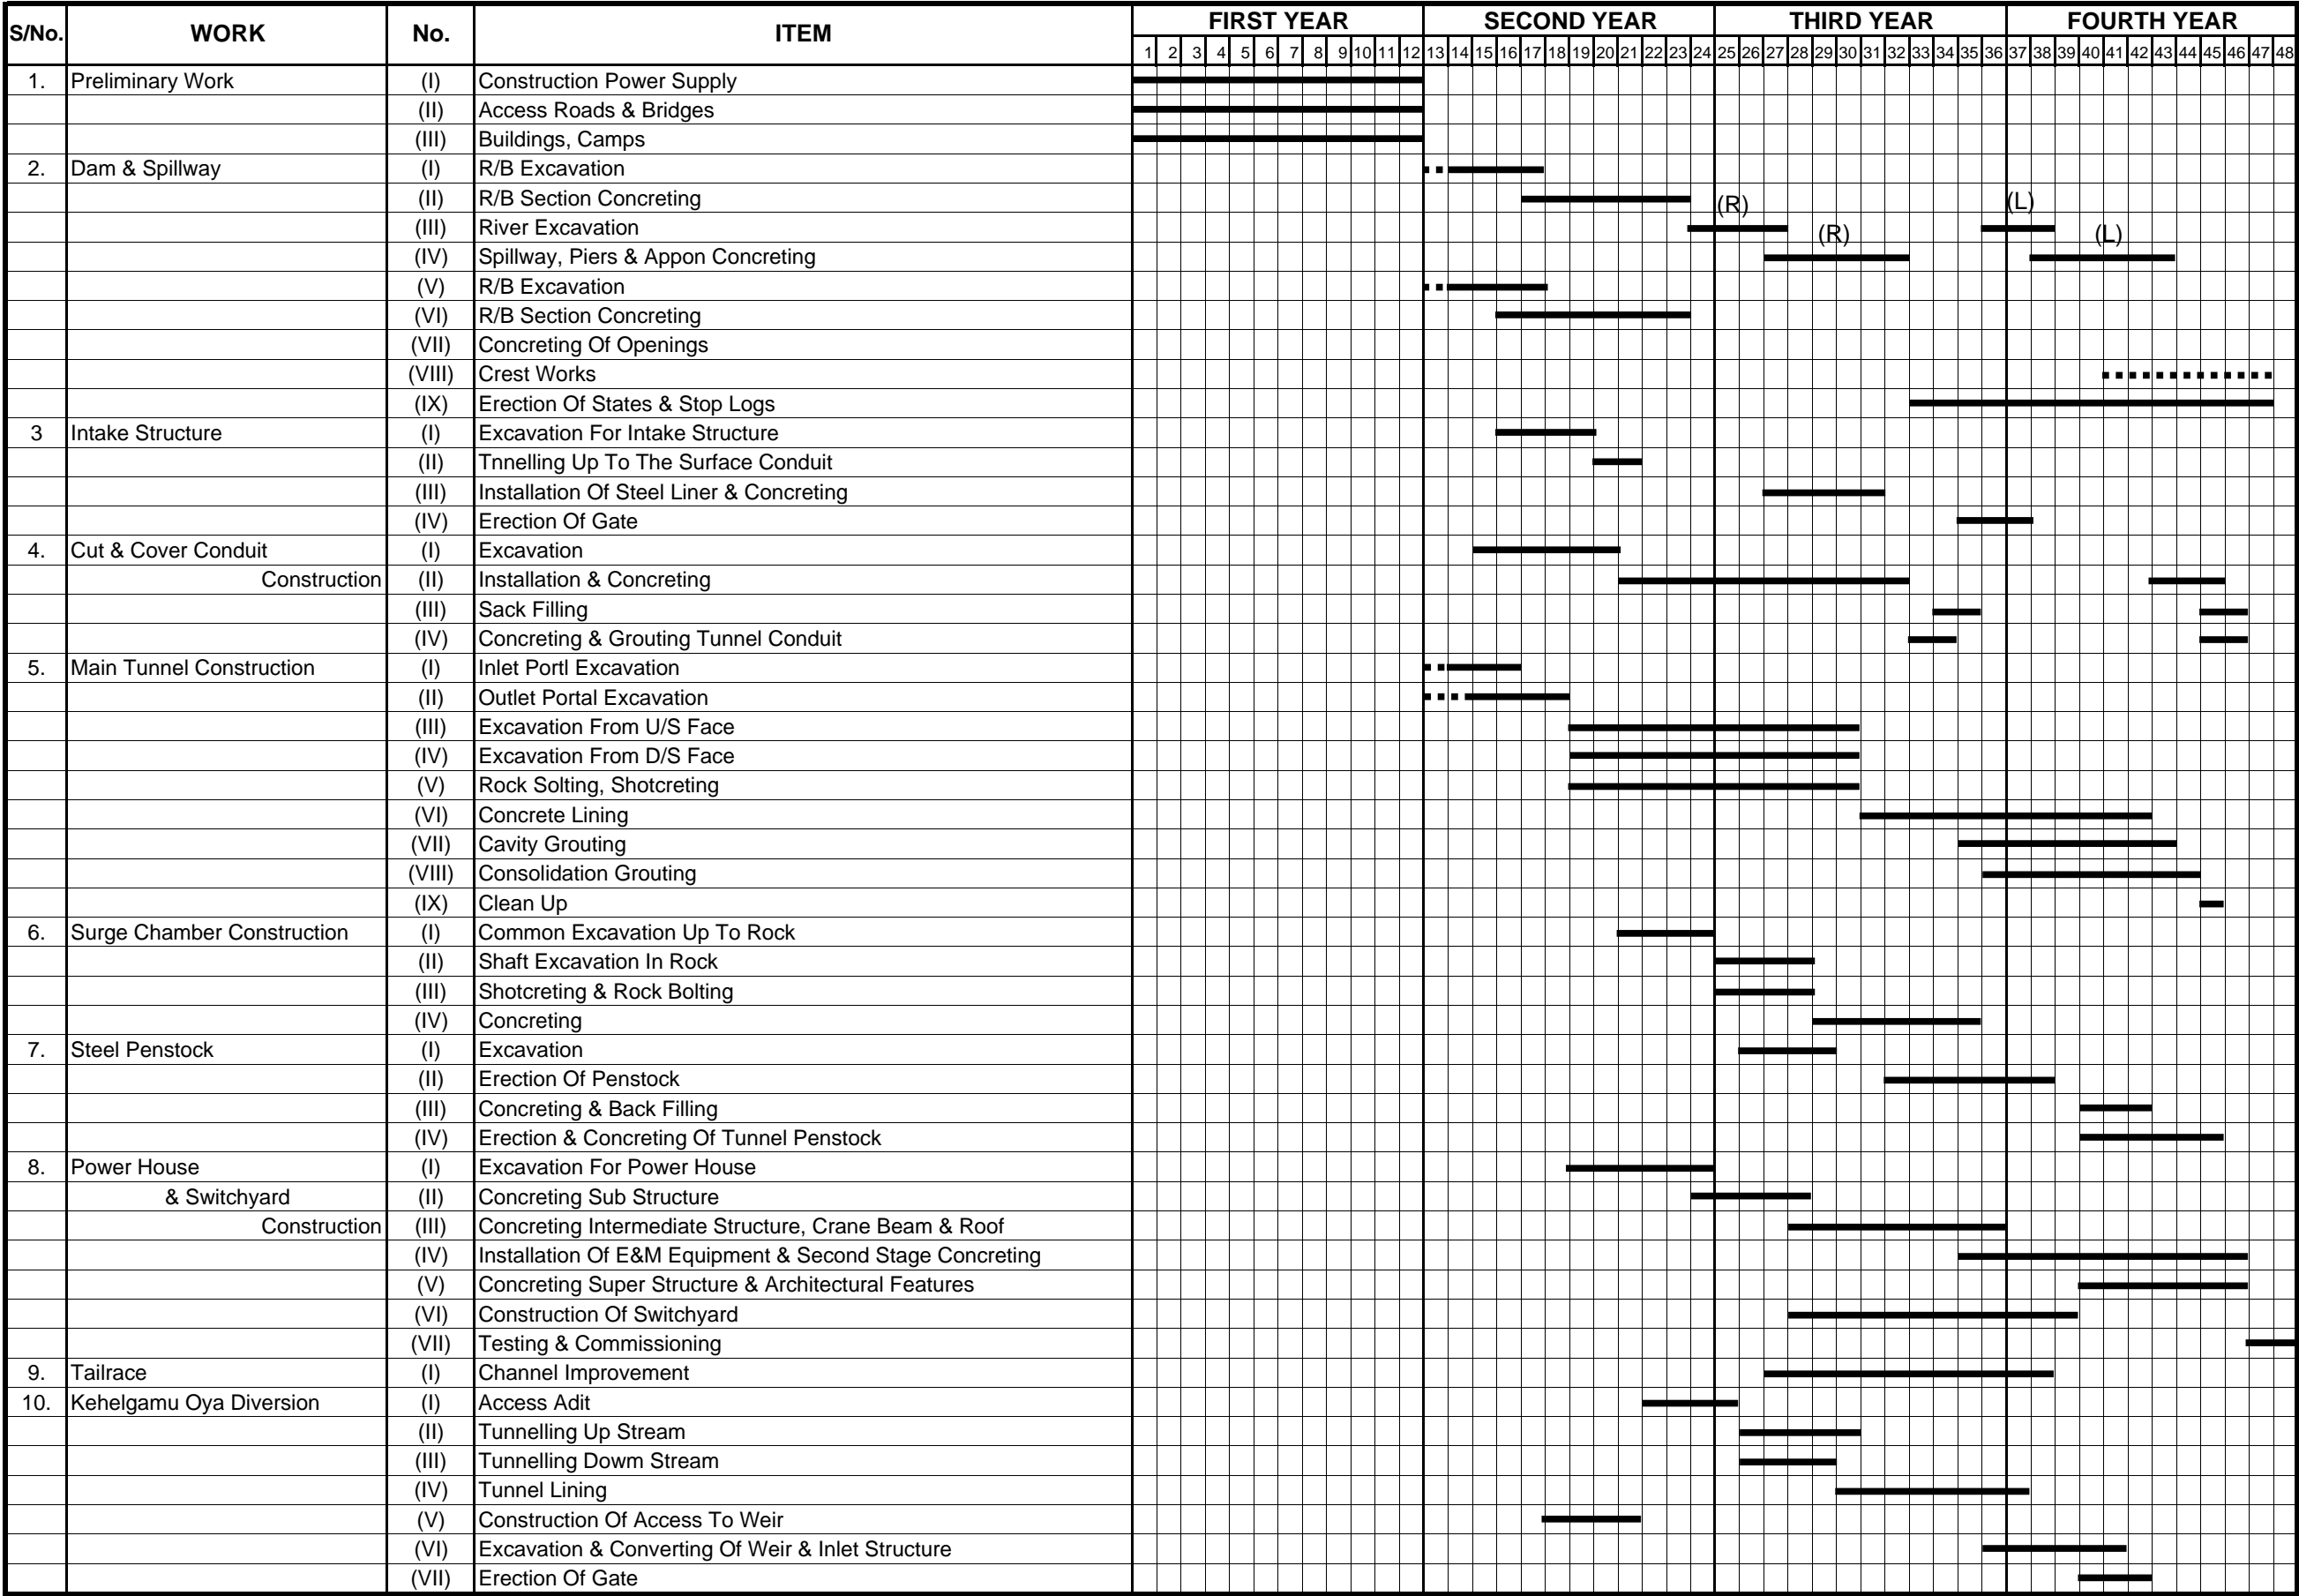 S/No. WORK No. ITEM FIRST YEAR SECOND YEAR THIRD YEAR FOURTH YEAR
1 2 3 4 5 6 7 8 9 10 11 12 13 14 15 16 17 18 19 20 21 22 23 24 25 26 27 28 29 30 31 32 33 34 35 36 37 38 39 40 41 42 43 44 45 46 47 48
1. Preliminary Work (I) Construction Power Supply
(II) Access Roads & Bridges
(III) Buildings, Camps
2. Dam & Spillway (I) R/B Excavation
(II) R/B Section Concreting (R) (L)
(III) River Excavation (R) (L)
(IV) Spillway, Piers & Appon Concreting
(V) R/B Excavation
(VI) R/B Section Concreting
(VII) Concreting Of Openings
(VIII) Crest Works
(IX) Erection Of States & Stop Logs
3 Intake Structure (I) Excavation For Intake Structure
(II) Tnnelling Up To The Surface Conduit
(III) Installation Of Steel Liner & Concreting
(IV) Erection Of Gate
4. Cut & Cover Conduit (I) Excavation
Construction (II) Installation & Concreting
(III) Sack Filling
(IV) Concreting & Grouting Tunnel Conduit
5. Main Tunnel Construction (I) Inlet Portl Excavation
(II) Outlet Portal Excavation
(III) Excavation From U/S Face
(IV) Excavation From D/S Face
(V) Rock Solting, Shotcreting
(VI) Concrete Lining
(VII) Cavity Grouting
(VIII) Consolidation Grouting
(IX) Clean Up
6. Surge Chamber Construction (I) Common Excavation Up To Rock
(II) Shaft Excavation In Rock
(III) Shotcreting & Rock Bolting
(IV) Concreting
7. Steel Penstock (I) Excavation
(II) Erection Of Penstock
(III) Concreting & Back Filling
(IV) Erection & Concreting Of Tunnel Penstock
8. Power House (I) Excavation For Power House
& Switchyard (II) Concreting Sub Structure
Construction (III) Concreting Intermediate Structure, Crane Beam & Roof
(IV) Installation Of E&M Equipment & Second Stage Concreting
(V) Concreting Super Structure & Architectural Features
(VI) Construction Of Switchyard
(VII) Testing & Commissioning
9. Tailrace (I) Channel Improvement
10. Kehelgamu Oya Diversion (I) Access Adit
(II) Tunnelling Up Stream
(III) Tunnelling Dowm Stream
(IV) Tunnel Lining
(V) Construction Of Access To Weir
(VI) Excavation & Converting Of Weir & Inlet Structure
(VII) Erection Of Gate